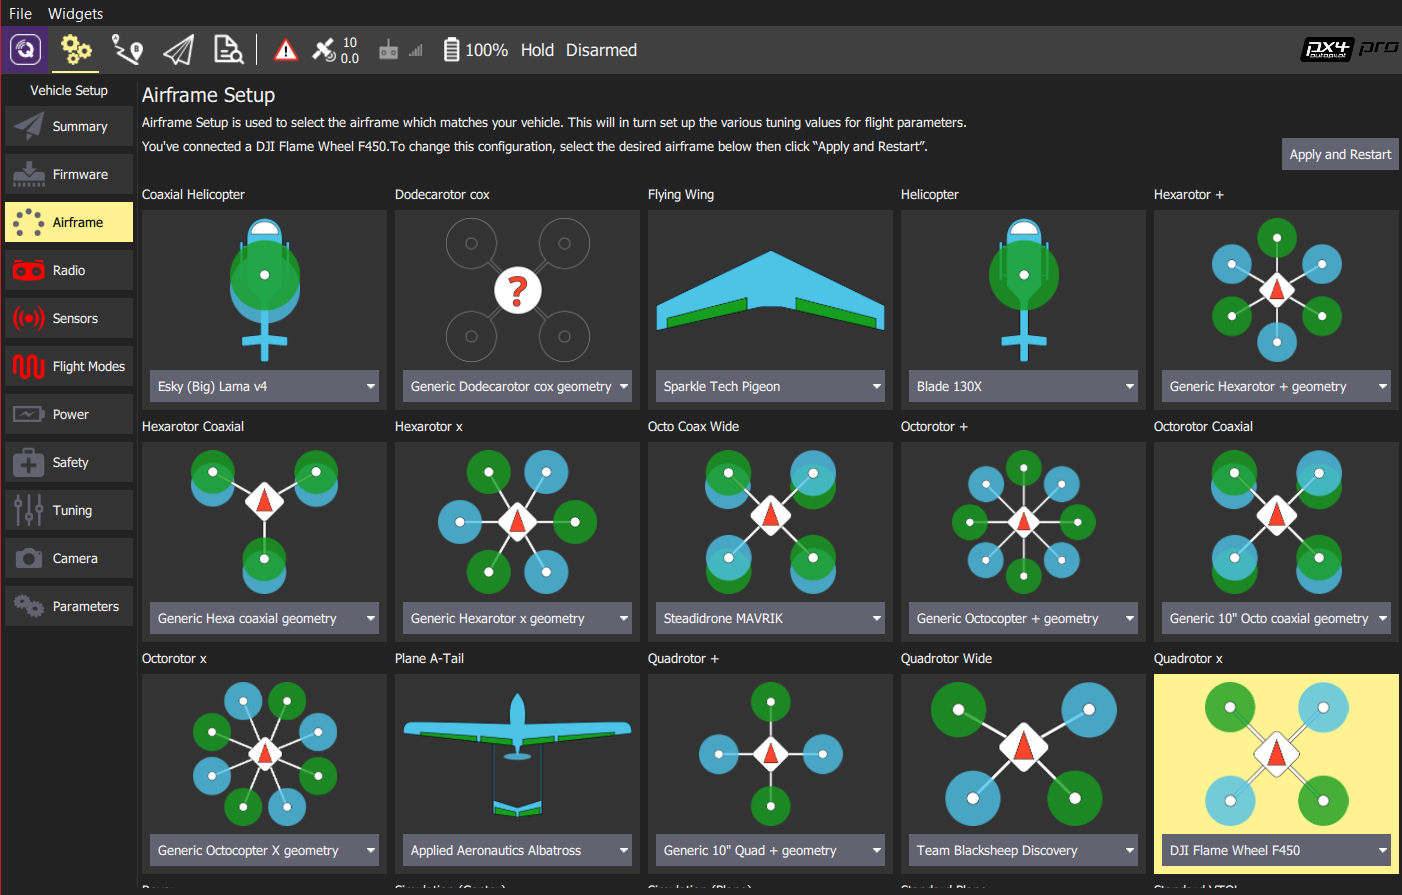 File Widgets
10
0.0
100% Hold Disarmed
px4 pro
autopilot
Vehicle Setup
Summary
Firmware
Airframe
Radio
Sensors
Flight Modes
Power
Safety
Tuning
Camera
Parameters
Airframe Setup
Airframe Setup is used to select the airframe which matches your vehicle. This will in turn set up the various tuning values for flight parameters.
You've connected a DJI Flame Wheel F450.To change this configuration, select the desired airframe below then click “Apply and Restart”.
Apply and Restart
Coaxial Helicopter Dodecarotor cox Flying Wing Helicopter Hexarotor +
?
Esky (Big) Lama v4 Generic Dodecarotor cox geometry Sparkle Tech Pigeon Blade 130X Generic Hexarotor + geometry
Hexarotor Coaxial Hexarotor x Octo Coax Wide Octorotor + Octorotor Coaxial
Generic Hexa coaxial geometry Generic Hexarotor x geometry Steadidrone MAVRIK Generic Octocopter + geometry Generic 10" Octo coaxial geometry
Octorotor x Plane A-Tail Quadrotor + Quadrotor Wide Quadrotor x
Generic Octocopter X geometry Applied Aeronautics Albatross Generic 10" Quad + geometry Team Blacksheep Discovery DJI Flame Wheel F450